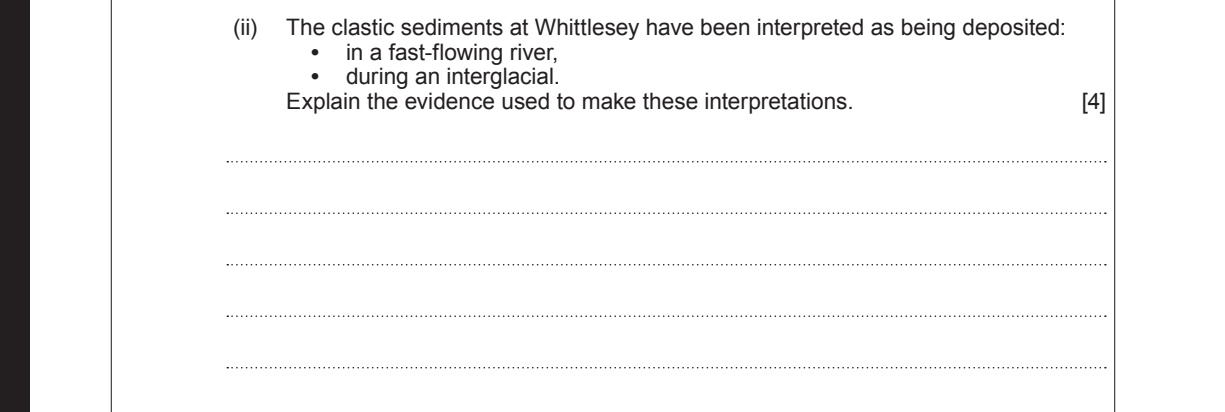 (ii) The clastic sediments at Whittlesey have been interpreted as being deposited:
• in a fast-flowing river,
• during an interglacial.
Explain the evidence used to make these interpretations. [4]